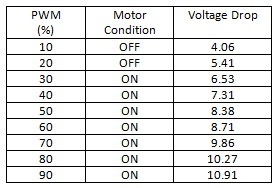 PWM (%) Motor Condition Voltage Drop
10 OFF 4.06
20 OFF 5.41
30 ON 6.53
40 ON 7.31
50 ON 8.38
60 ON 8.71
70 ON 9.86
80 ON 10.27
90 ON 10.91